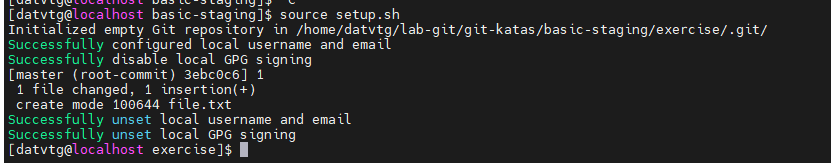 [datvtg@localhost basic-staging]$ ^C
[datvtg@localhost basic-staging]$ source setup.sh
Initialized empty Git repository in /home/datvtg/lab-git/git-katas/basic-staging/exercise/.git/
Successfully configured local username and email
Successfully disable local GPG signing
[master (root-commit) 3ebc0c6] 1
 1 file changed, 1 insertion(+)
 create mode 100644 file.txt
Successfully unset local username and email
Successfully unset local GPG signing
[datvtg@localhost exercise]$